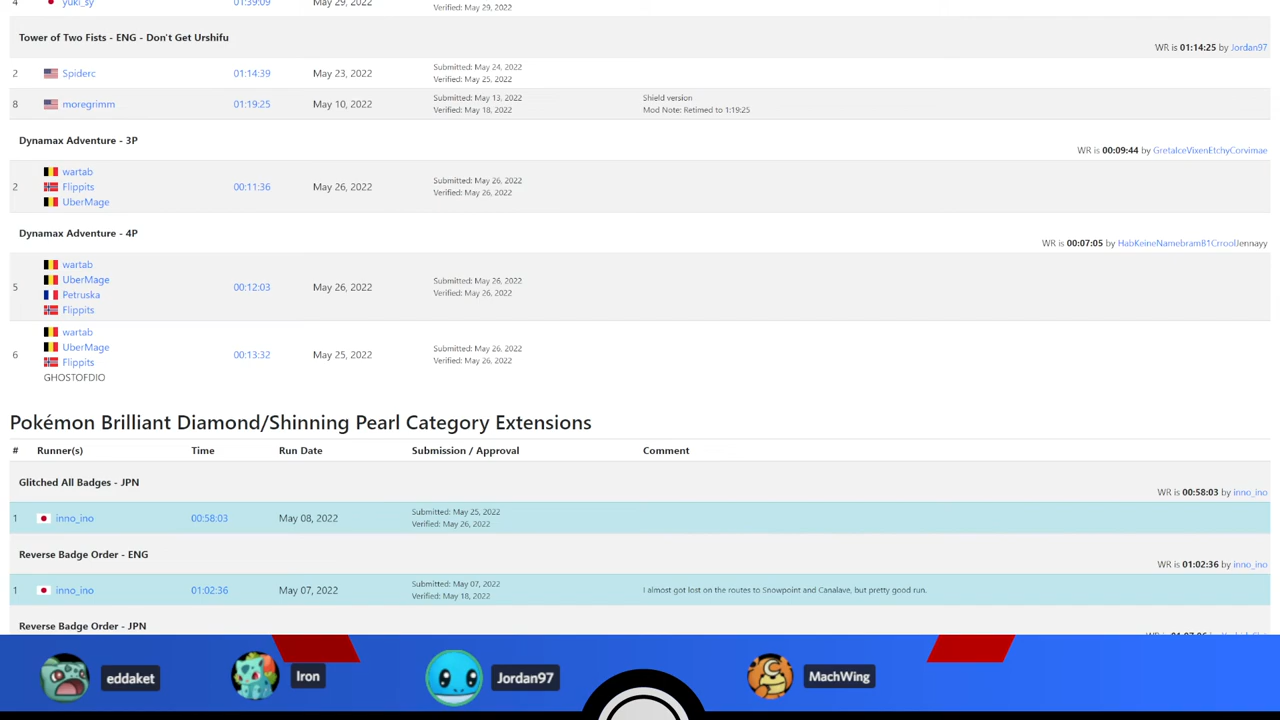 4 yuki_sy 01:39:09 May 29, 2022 Verified: May 29, 2022
Tower of Two Fists - ENG - Don't Get Urshifu
WR is 01:14:25 by Jordan97
2 Spiderc 01:14:39 May 23, 2022 Submitted: May 24, 2022
Verified: May 25, 2022
8 moregrimm 01:19:25 May 10, 2022 Submitted: May 13, 2022 Shield version
Verified: May 18, 2022 Mod Note: Retimed to 1:19:25
Dynamax Adventure - 3P
WR is 00:09:44 by GretaIceVixenEtchyCorvimae
wartab
2 Flippits 00:11:36 May 26, 2022 Submitted: May 26, 2022
Verified: May 26, 2022
UberMage
Dynamax Adventure - 4P
WR is 00:07:05 by HabKeineNamebramB1CrroolJennayy
wartab
UberMage
5 00:12:03 May 26, 2022 Submitted: May 26, 2022
Verified: May 26, 2022
Petruska
Flippits
wartab
UberMage
6 00:13:32 May 25, 2022 Submitted: May 26, 2022
Verified: May 26, 2022
Flippits
GHOSTOFDIO
Pokémon Brilliant Diamond/Shinning Pearl Category Extensions
# Runner(s) Time Run Date Submission / Approval Comment
Glitched All Badges - JPN
WR is 00:58:03 by inno_ino
1 inno_ino 00:58:03 May 08, 2022 Submitted: May 25, 2022
Verified: May 26, 2022
Reverse Badge Order - ENG
WR is 01:02:36 by inno_ino
1 inno_ino 01:02:36 May 07, 2022 Submitted: May 07, 2022 I almost got lost on the routes to Snowpoint and Canalave, but pretty good run.
Verified: May 18, 2022
Reverse Badge Order - JPN
eddaket Iron Jordan97 MachWing